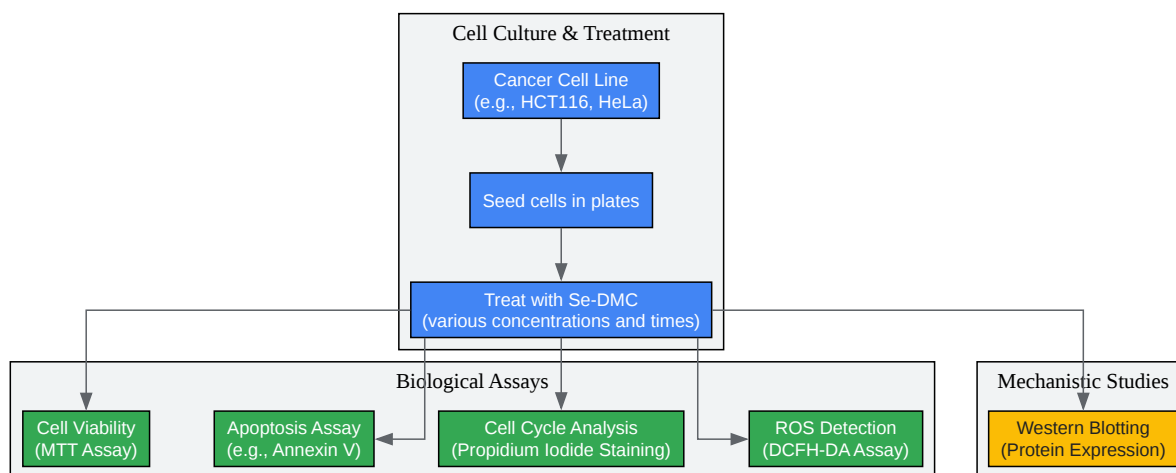 Cell Culture & Treatment
Cancer Cell Line
(e.g., HCT116, HeLa)
Seed cells in plates
Treat with Se-DMC
(various concentrations and times)
Biological Assays
Mechanistic Studies
Cell Viability
(MTT Assay)
Apoptosis Assay
(e.g., Annexin V)
Cell Cycle Analysis
(Propidium Iodide Staining)
ROS Detection
(DCFH-DA Assay)
Western Blotting
(Protein Expression)